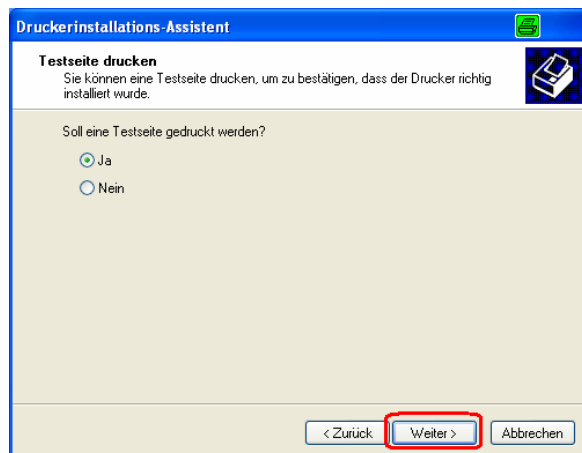 Druckerinstallations-Assistent
Testseite drucken
Sie können eine Testseite drucken, um zu bestätigen, dass der Drucker richtig
installiert wurde.
Soll eine Testseite gedruckt werden?
Ja
Nein
< Zurück Weiter > Abbrechen